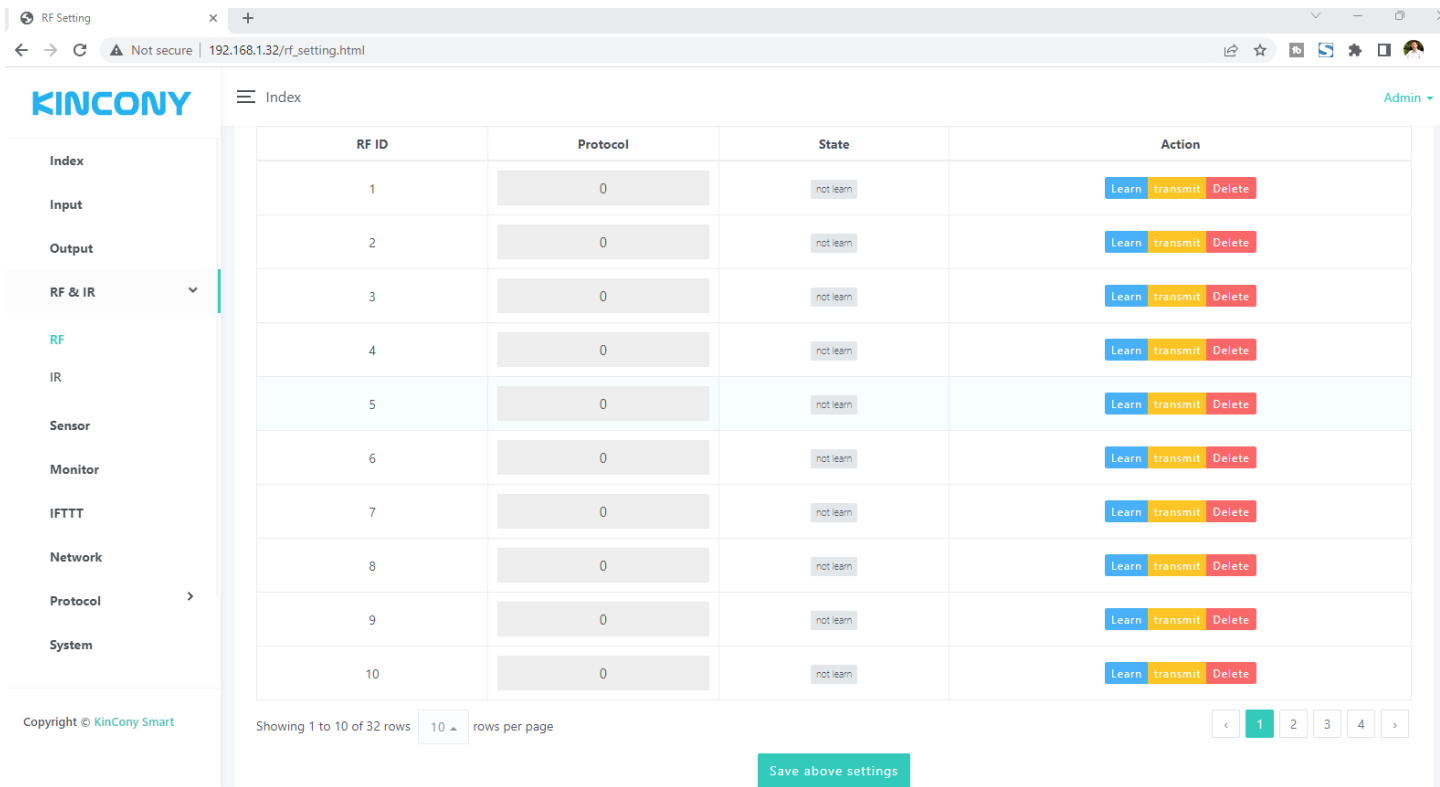 RF Setting
Not secure | 192.168.1.32/rf_setting.html
KINCONY
Index
Admin
Index
Input
Output
RF & IR
RF
IR
Sensor
Monitor
IFTTT
Network
Protocol
System
Copyright © KinCony Smart
RF ID Protocol State Action
1 0 not learn Learn transmit Delete
2 0 not learn Learn transmit Delete
3 0 not learn Learn transmit Delete
4 0 not learn Learn transmit Delete
5 0 not learn Learn transmit Delete
6 0 not learn Learn transmit Delete
7 0 not learn Learn transmit Delete
8 0 not learn Learn transmit Delete
9 0 not learn Learn transmit Delete
10 0 not learn Learn transmit Delete
Showing 1 to 10 of 32 rows 10 rows per page ‹ 1 2 3 4 ›
Save above settings